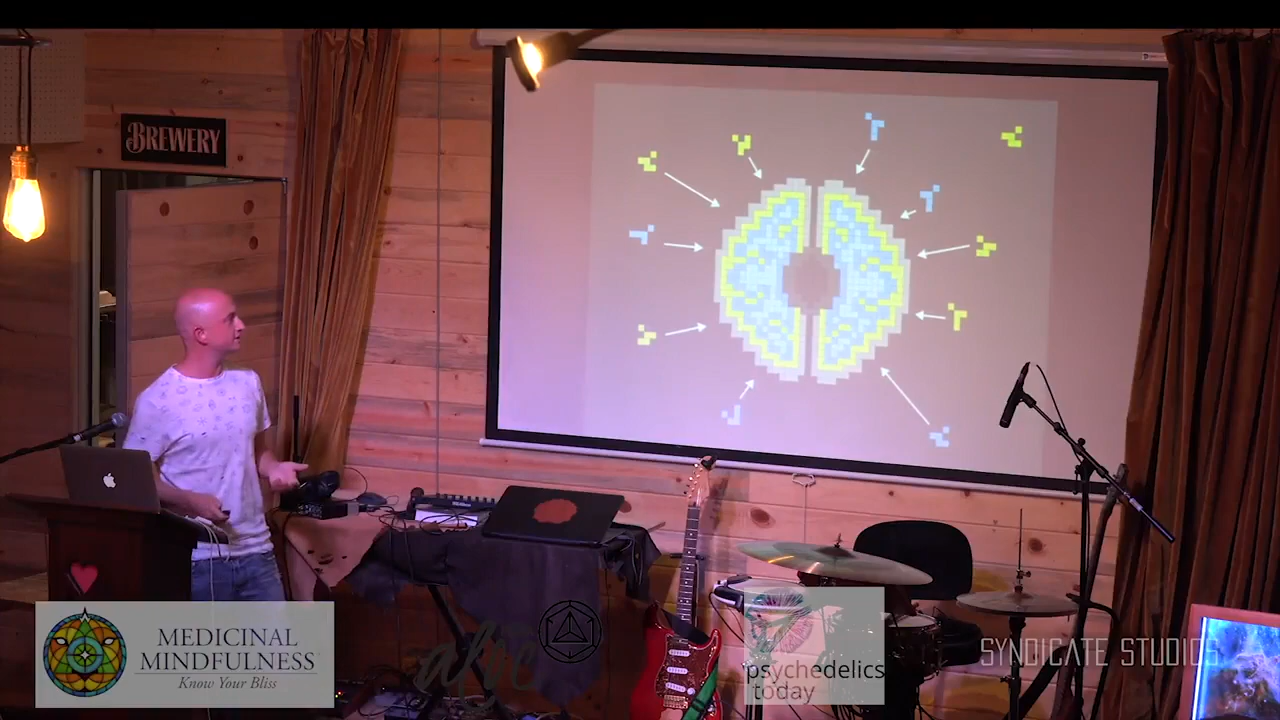 BREWERY
MEDICINAL
MINDFULNESS
Know Your Bliss
psychedelics
today
SYNDICATE STUDIOS